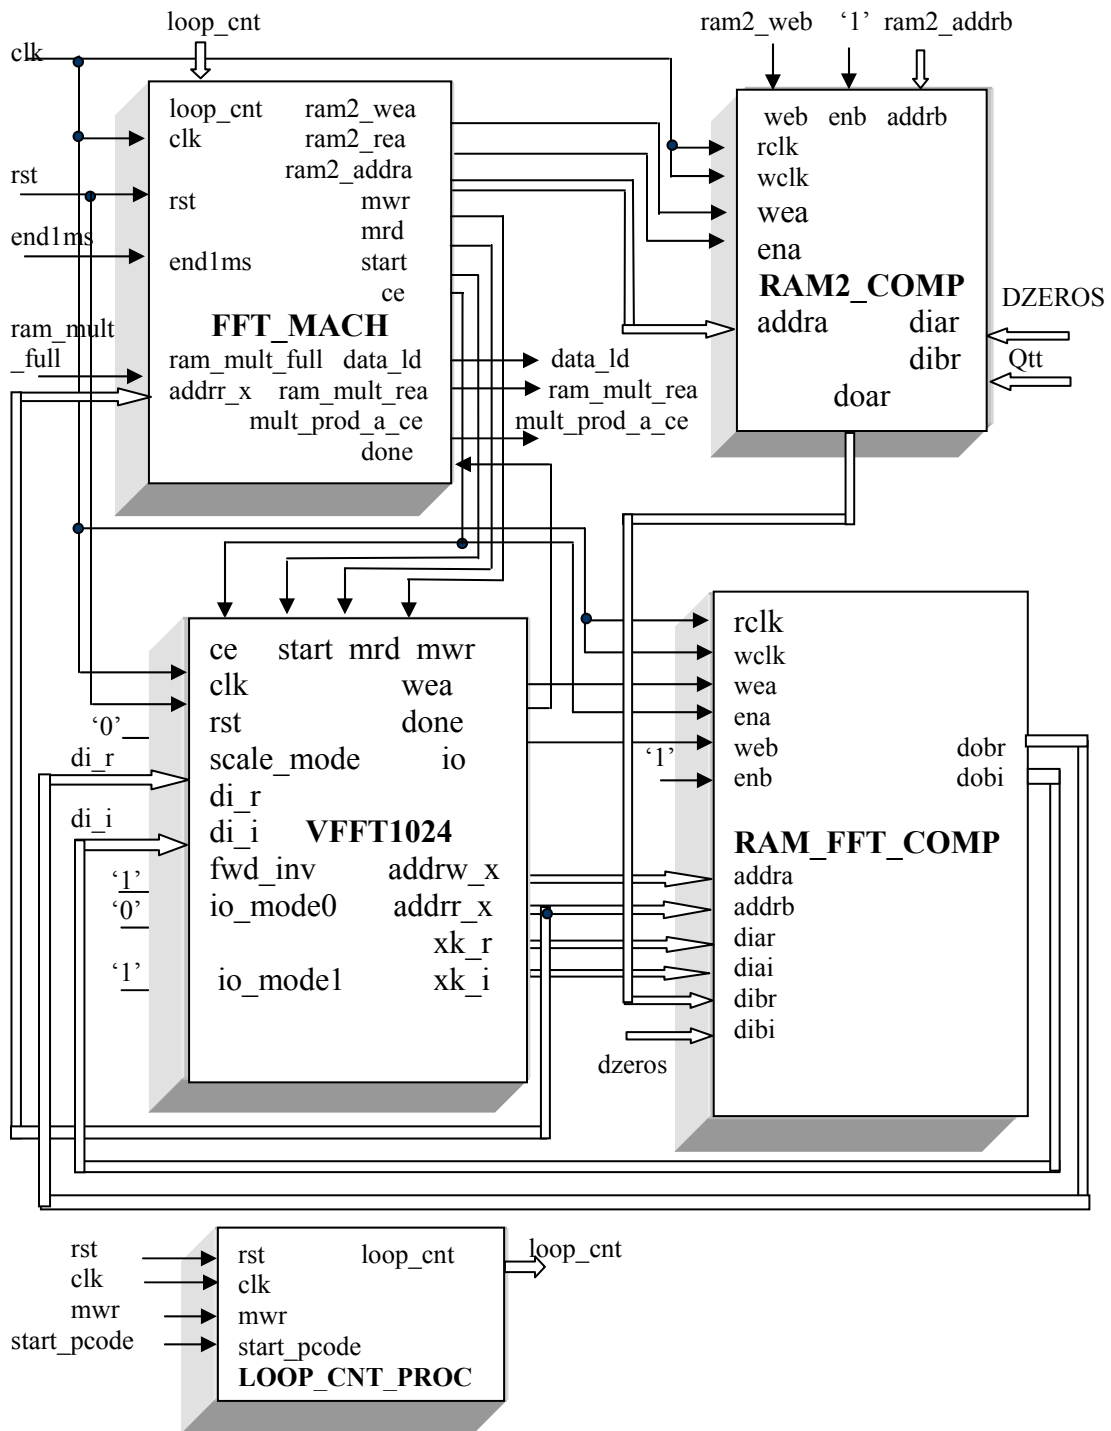 loop_cnt
ram2_web ‘1’ ram2_addrb
clk
loop_cnt ram2_wea
clk ram2_rea
ram2_addra
rst mwr
mrd
end1ms start
ce
FFT_MACH
ram_mult_full data_ld
addrr_x ram_mult_rea
mult_prod_a_ce
done
rst
end1ms
ram_mult
_full
data_ld
ram_mult_rea
mult_prod_a_ce
web enb addrb
rclk
wclk
wea
ena
RAM2_COMP
addra diar
dibr
doar
DZEROS
Qtt
ce start mrd mwr
clk wea
rst done
scale_mode io
di_r
di_i VFFT1024
fwd_inv addrw_x
io_mode0 addrr_x
xk_r
io_mode1 xk_i
‘0’
di_r
di_i
‘1’
‘0’
‘1’
rclk
wclk
wea
ena
web dobr
enb dobi
RAM_FFT_COMP
addra
addrb
diar
diai
dibr
dibi
‘1’
dzeros
rst
clk
mwr
start_pcode
rst loop_cnt
clk
mwr
start_pcode
LOOP_CNT_PROC
loop_cnt